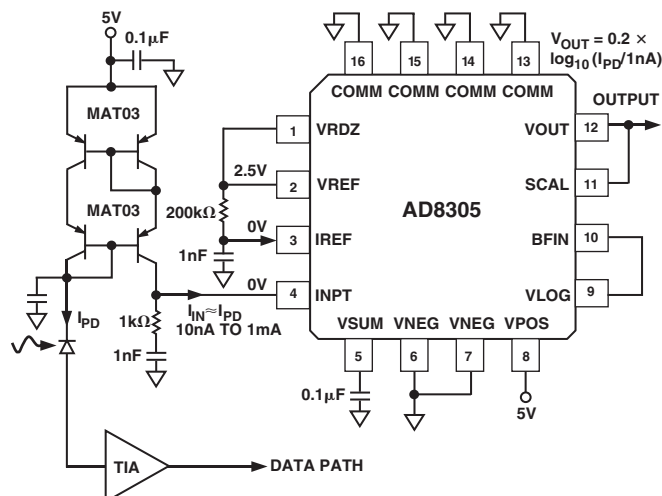 5V
0.1μF
MAT03
MAT03
I_PD
1kΩ
1nF
I_IN≈I_PD
10nA TO 1mA
2.5V
200kΩ
0V
1nF
0V
16 15 14 13
COMM COMM COMM COMM
1 VRDZ
2 VREF
3 IREF
4 INPT
AD8305
VOUT 12
SCAL 11
BFIN 10
VLOG 9
VSUM VNEG VNEG VPOS
5 6 7 8
0.1μF
5V
V_OUT = 0.2 ×
log_10 (I_PD/1nA)
OUTPUT
TIA
DATA PATH